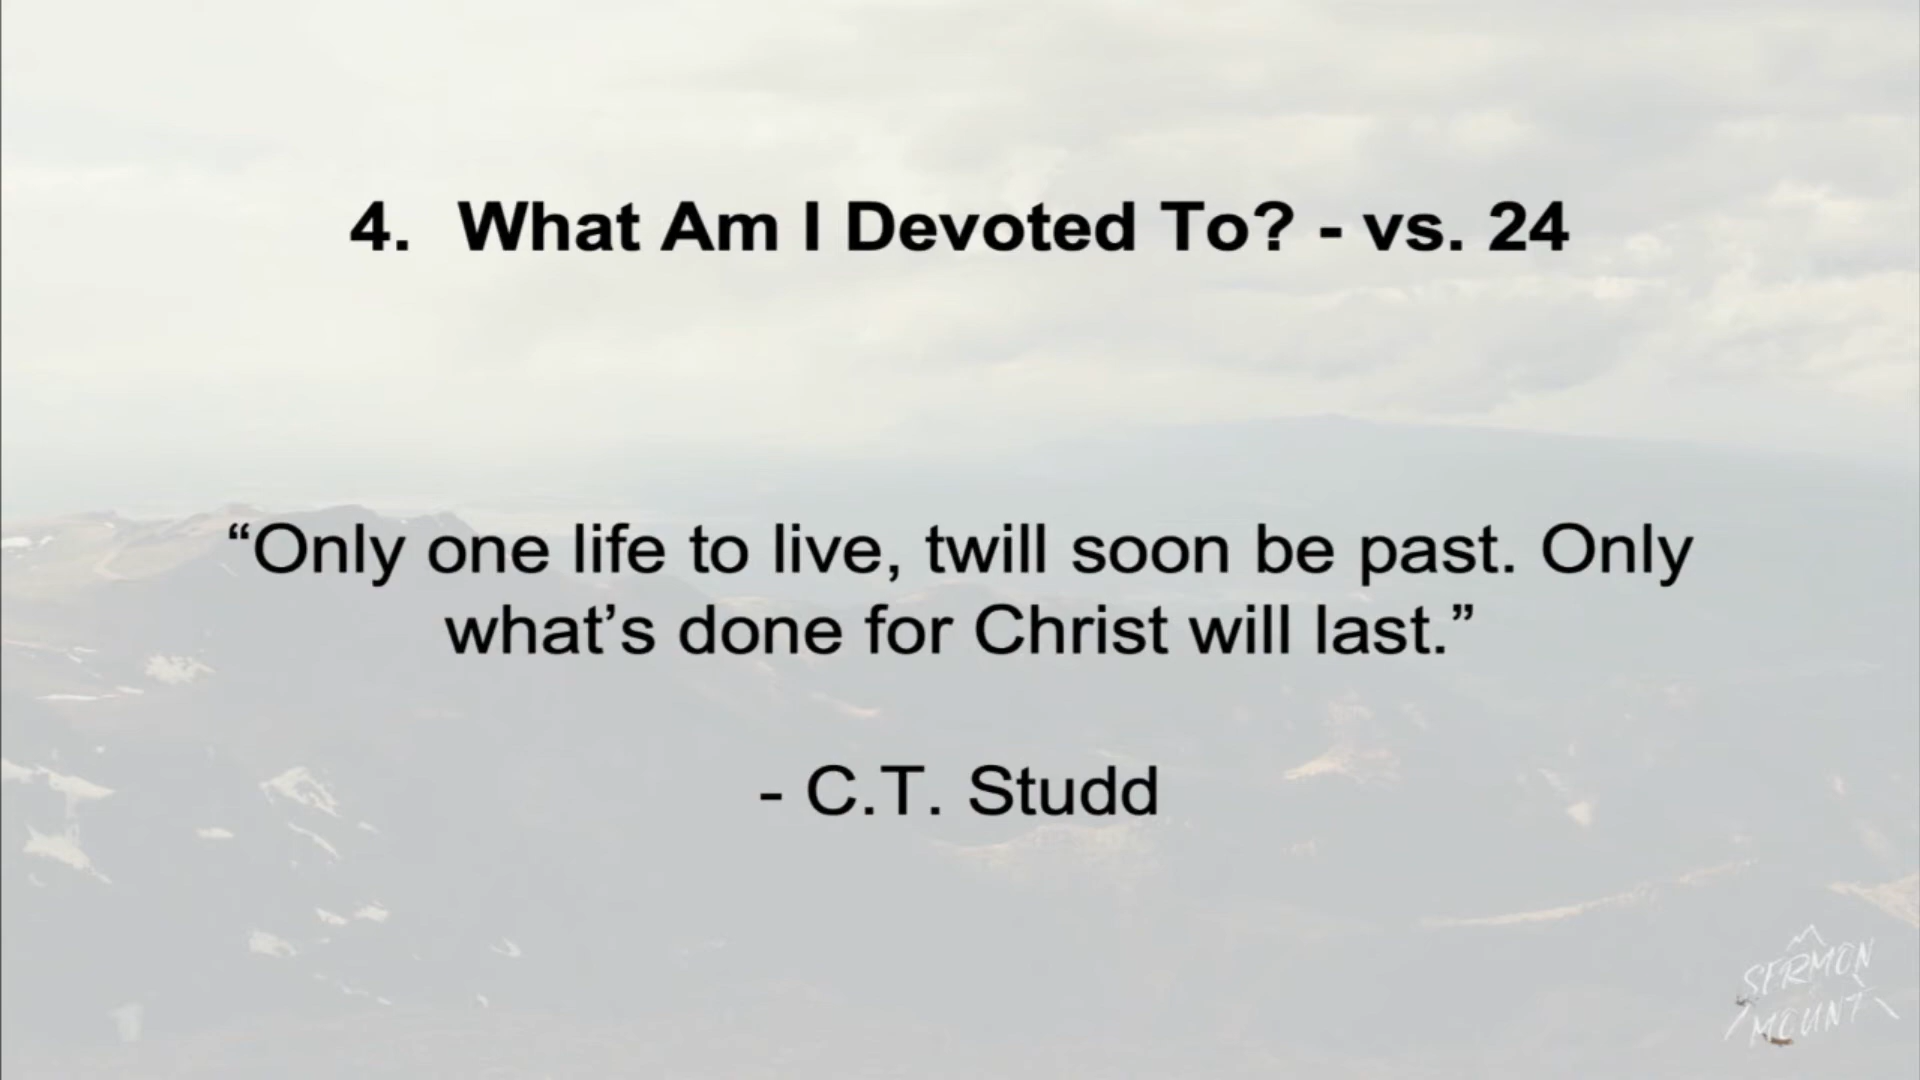 4.  What Am I Devoted To? - vs. 24
“Only one life to live, twill soon be past. Only
what’s done for Christ will last.”
- C.T. Studd
SERMON
MOUNT